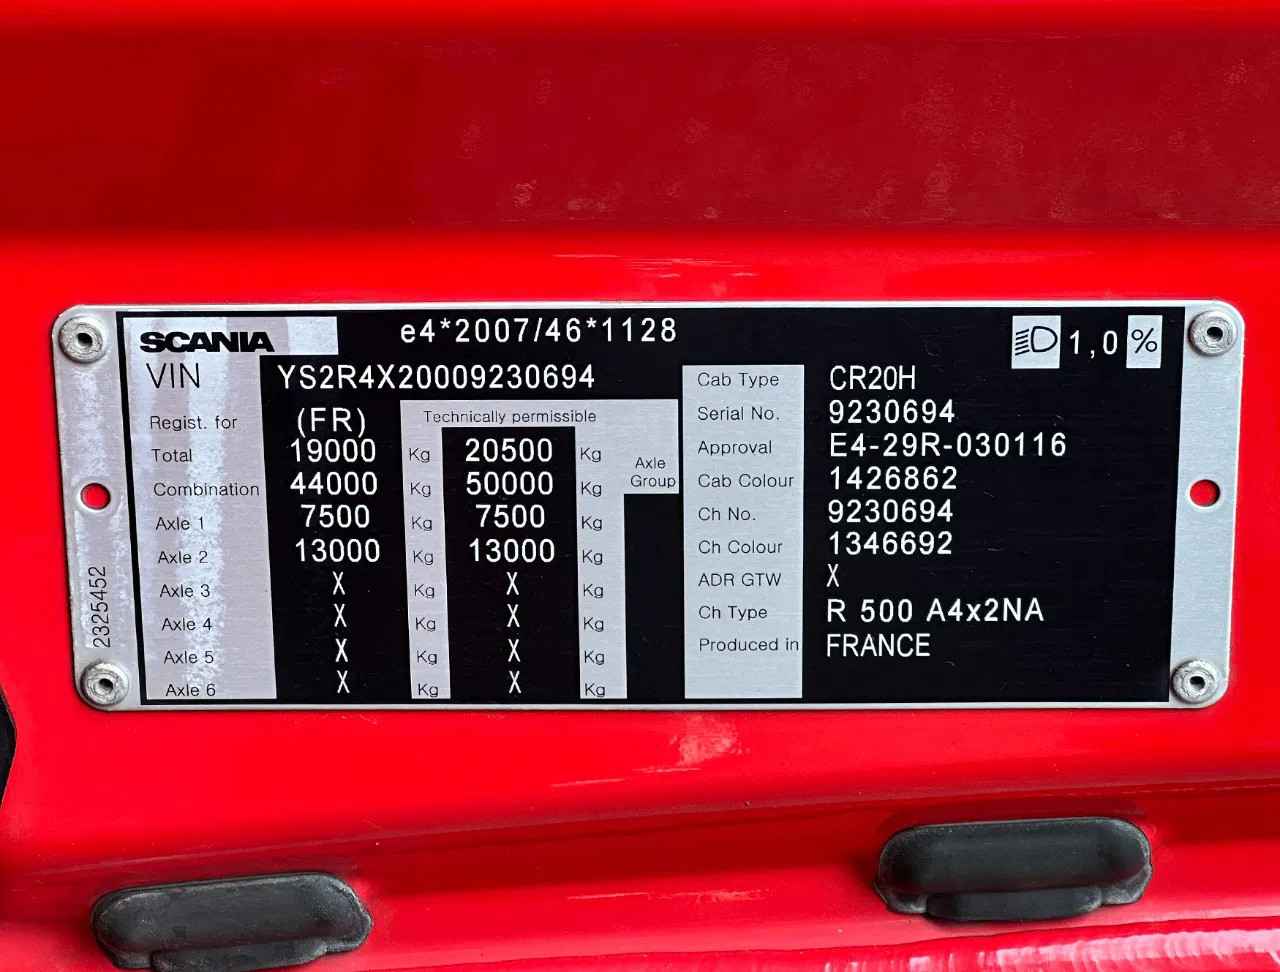 SCANIA e4*2007/46*1128 1,0 %
VIN YS2R4X20009230694
Regist. for (FR) Technically permissible
Total 19000 Kg 20500 Kg Axle Group
Combination 44000 Kg 50000 Kg
Axle 1 7500 Kg 7500 Kg
Axle 2 13000 Kg 13000 Kg
Axle 3 X Kg X Kg
Axle 4 X Kg X Kg
Axle 5 X Kg X Kg
Axle 6 X Kg X Kg
Cab Type CR20H
Serial No. 9230694
Approval E4-29R-030116
Cab Colour 1426862
Ch No. 9230694
Ch Colour 1346692
ADR GTW X
Ch Type R 500 A4x2NA
Produced in FRANCE
2325452